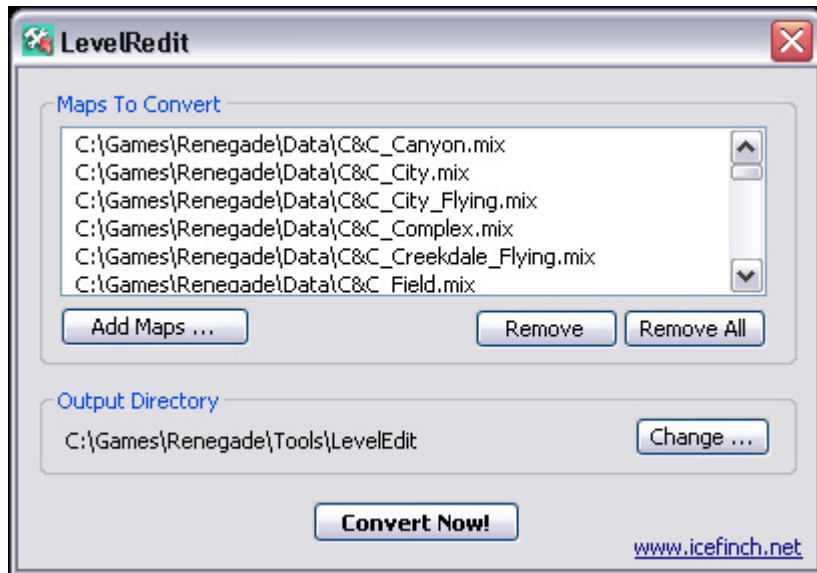 LevelRedit
Maps To Convert
C:\Games\Renegade\Data\C&C_Canyon.mix
C:\Games\Renegade\Data\C&C_City.mix
C:\Games\Renegade\Data\C&C_City_Flying.mix
C:\Games\Renegade\Data\C&C_Complex.mix
C:\Games\Renegade\Data\C&C_Creekdale_Flying.mix
C:\Games\Renegade\Data\C&C_Field.mix
Add Maps ... Remove Remove All
Output Directory
C:\Games\Renegade\Tools\LevelEdit Change ...
Convert Now!
www.icefinch.net